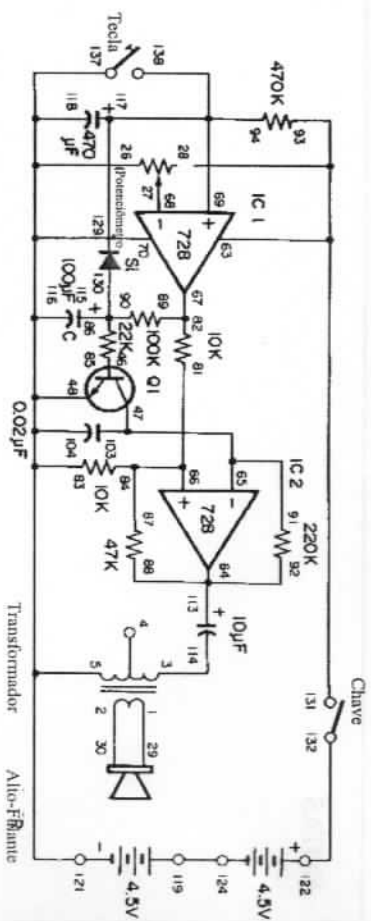 Chave
131
132
470K
93
94
IC 1
69
+
63
728
68
-
67
70
28
27
26
(Potenciômetro
138
137
Tecla
117
+
118
470
µF
129
Si
130
82
10K
81
89
100K
90
100µF
115
+
116
C
86
22K
85
46
Q1
47
48
IC 2
220K
91
92
65
-
728
66
+
64
87
47K
88
84
10K
83
103
104
0.02µF
10µF
+
113
114
3
4
5
1
2
29
30
Transformador
Alto-Falante
+
122
4.5V
124
119
4.5V
-
121